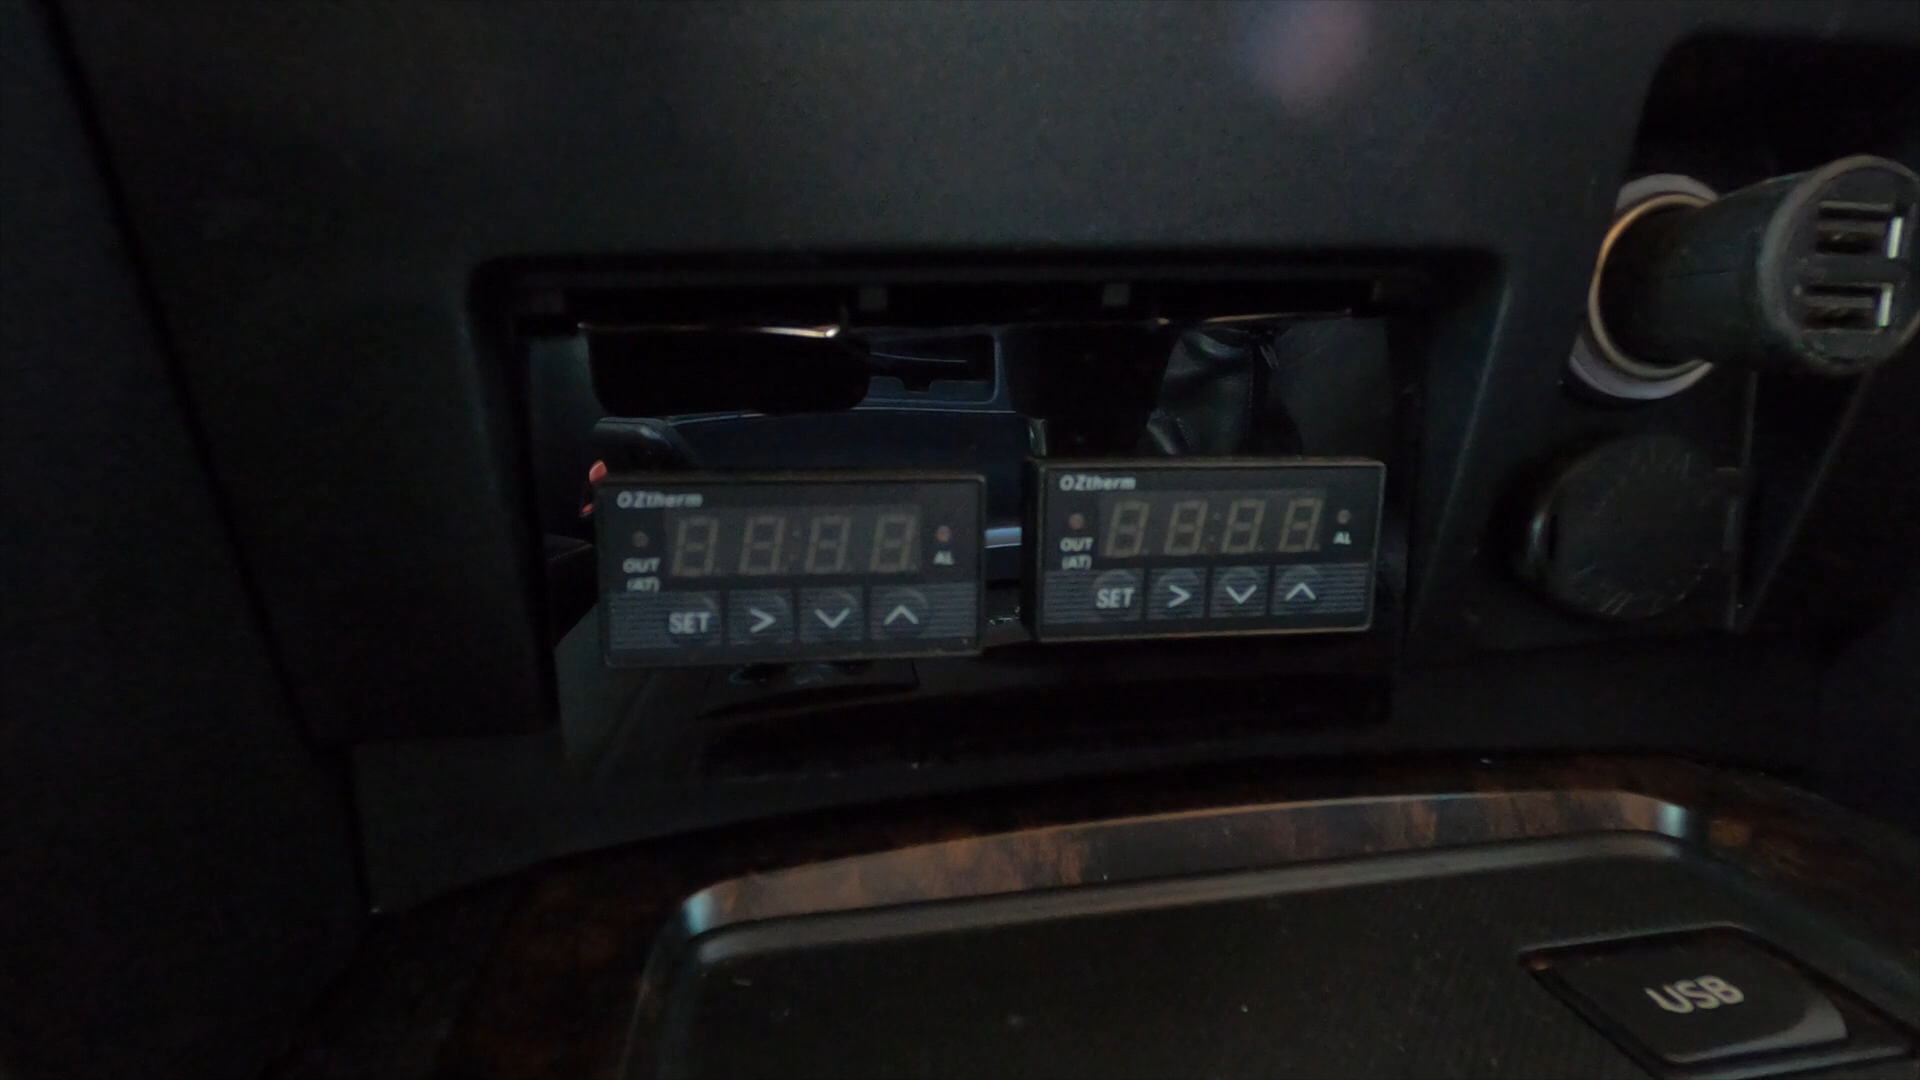 OZtherm
OUT
(AT)
AL
SET > ∨ ∧
OZtherm
OUT
(AT)
AL
SET > ∨ ∧
USB